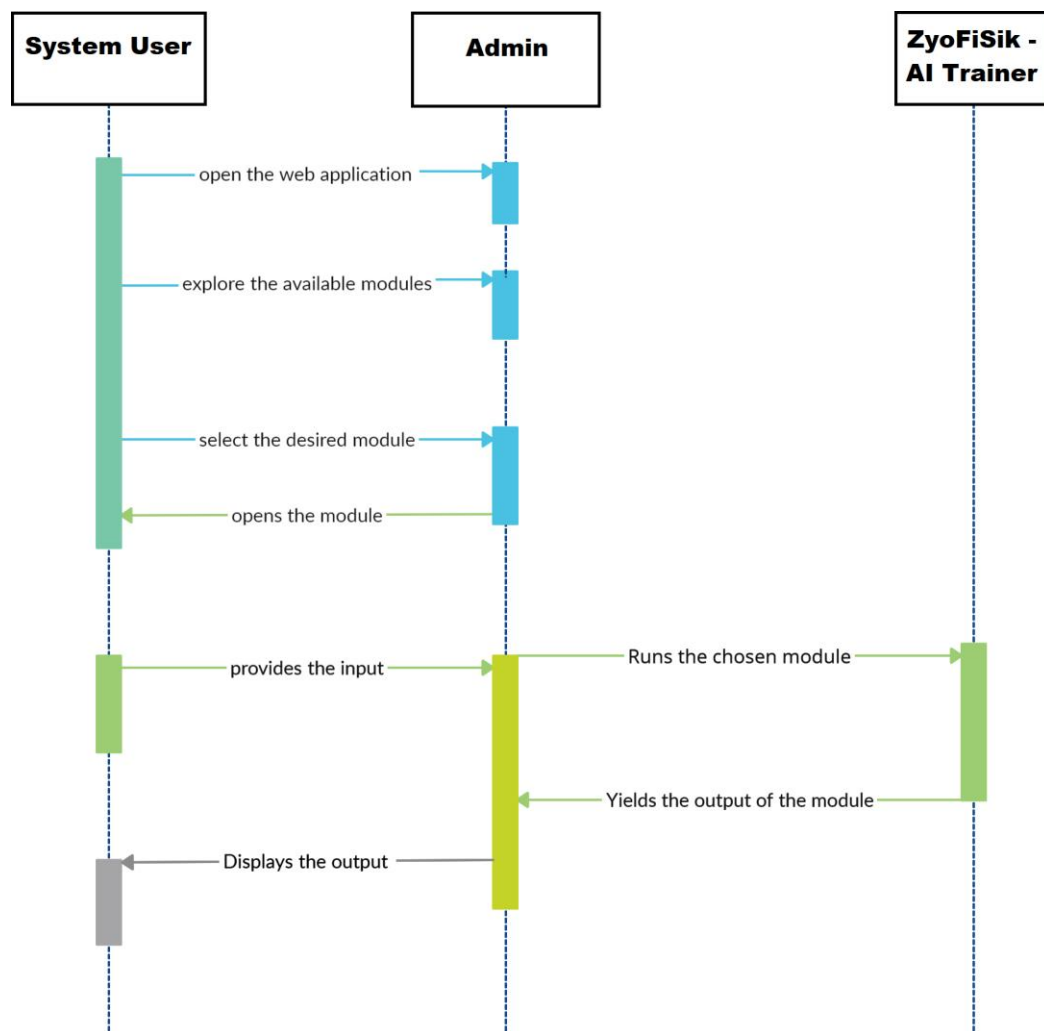 System User
Admin
ZyoFiSik -
AI Trainer
open the web application
explore the available modules
select the desired module
opens the module
provides the input
Runs the chosen module
Yields the output of the module
Displays the output